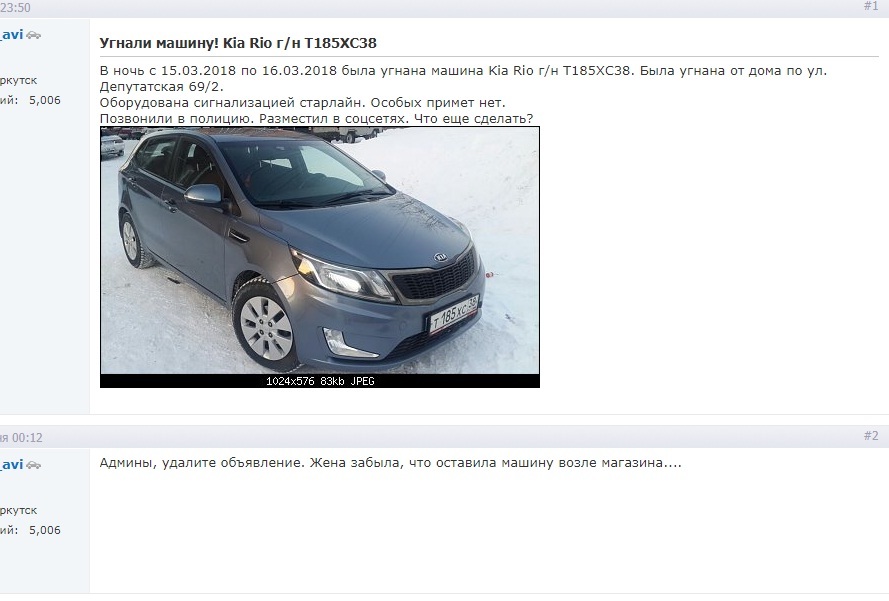 23:50 #1
_avi
Угнали машину! Kia Rio г/н Т185ХС38
ркутск
ий: 5,006
В ночь с 15.03.2018 по 16.03.2018 была угнана машина Kia Rio г/н Т185ХС38. Была угнана от дома по ул.
Депутатская 69/2.
Оборудована сигнализацией старлайн. Особых примет нет.
Позвонили в полицию. Разместил в соцсетях. Что еще сделать?
KIA
Т 185 ХС 38
1024x576 83kb JPEG
ня 00:12 #2
_avi
Админы, удалите объявление. Жена забыла, что оставила машину возле магазина....
ркутск
ий: 5,006